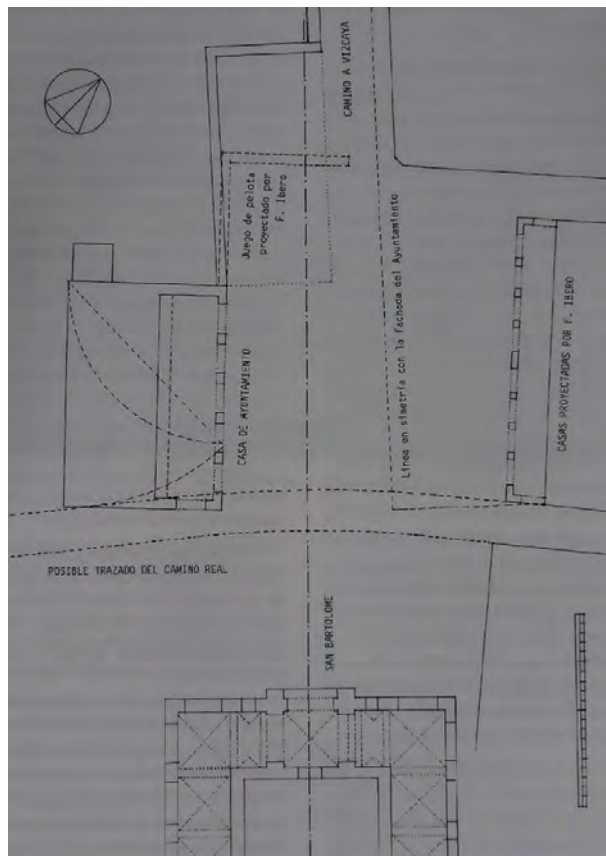 CAMINO A VIZCAYA
Juego de pelota
proyectado por
F. Ibero
Línea en simetría con la fachada del Ayuntamiento
CASA DE AYUNTAMIENTO
CASAS PROYECTADAS POR F. IBERO
POSIBLE TRAZADO DEL CAMINO REAL
SAN BARTOLOME